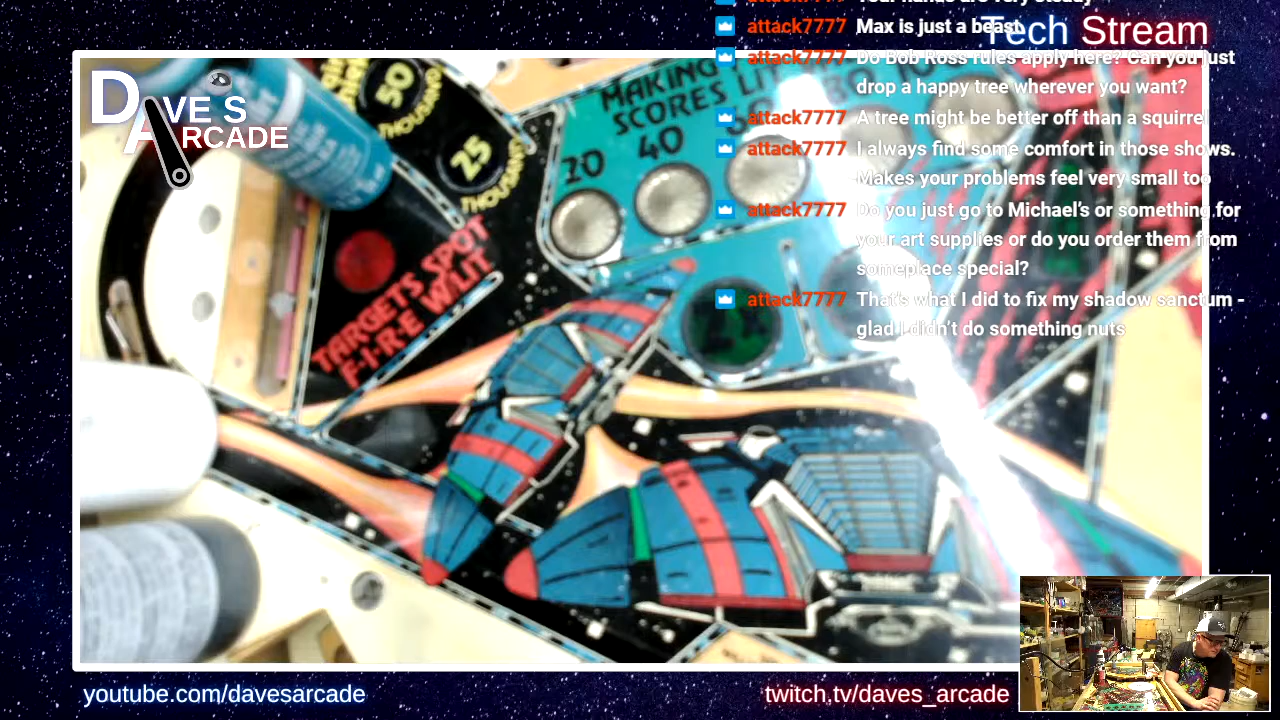 Tech Stream
DAVE'S
ARCADE
attack7777 Max is just a beast
attack7777 Do Bob Ross rules apply here? Can you just
drop a happy tree wherever you want?
attack7777 A tree might be better off than a squirrel
attack7777 I always find some comfort in those shows.
Makes your problems feel very small too
attack7777 Do you just go to Michael's or something for
your art supplies or do you order them from
someplace special?
attack7777 That's what I did to fix my shadow sanctum -
glad I didn't do something nuts
50
THOUSAND
25
THOUSAND
MAKING
SCORES LIT
20 40
TARGETS SPOT
F-I-R-E WHEN LIT
youtube.com/davesarcade
twitch.tv/daves_arcade